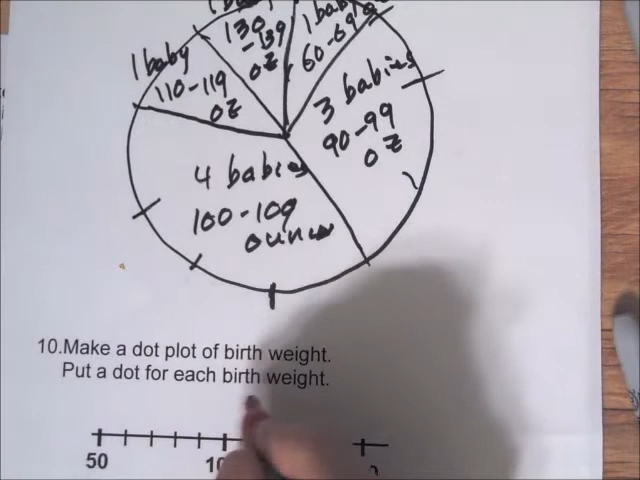 1 baby
110-119
OZ
130
-139
OZ
1 baby
60-69
3 babies
90-99
OZ
4 babies
100-109
ounces
10.Make a dot plot of birth weight.
Put a dot for each birth weight.
50